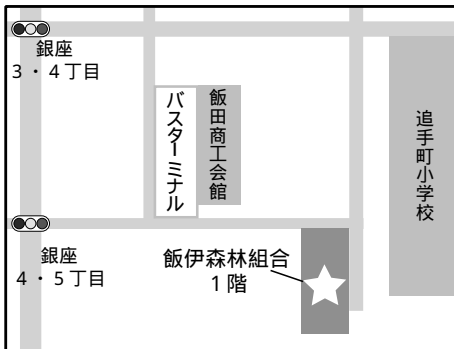 銀座
3・4丁目
バスターミナル
飯田商工会館
追手町小学校
銀座
4・5丁目
飯伊森林組合
1階